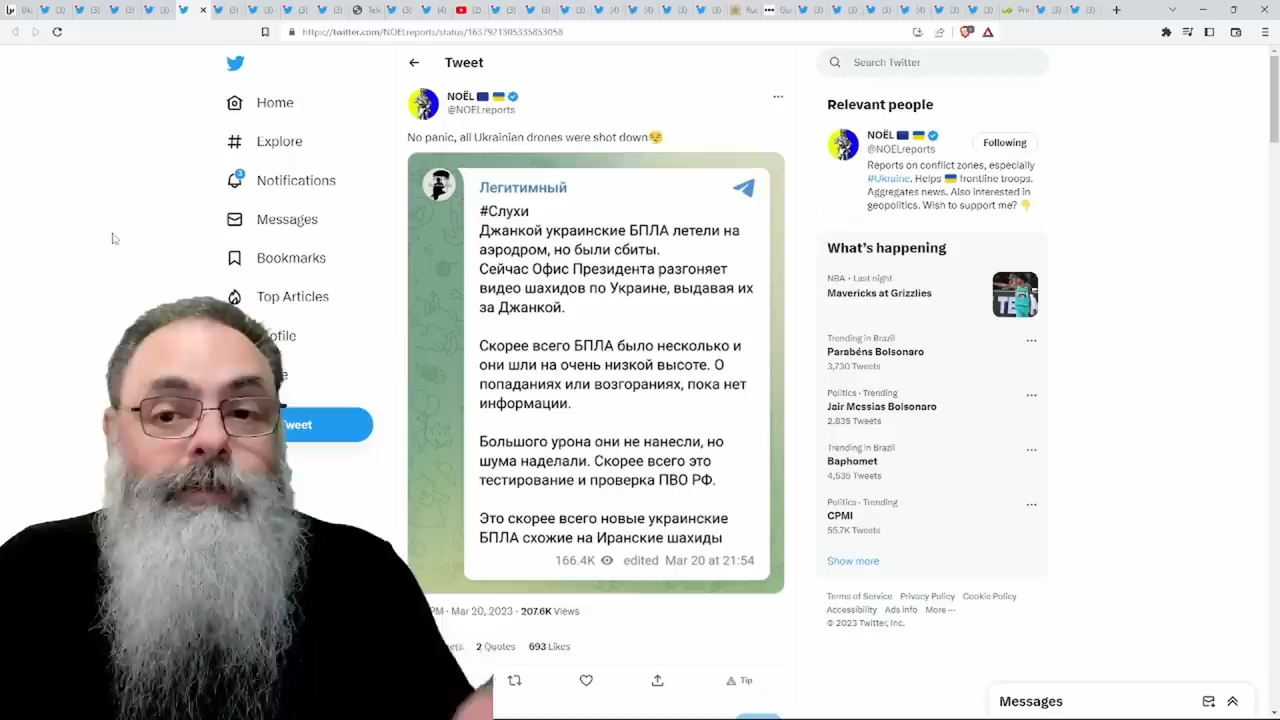 https://twitter.com/NOELreports/status/1637921305335853058
Home
Explore
Notifications
3
Messages
Bookmarks
Top Articles
Tweet
NOËL
@NOELreports
No panic, all Ukrainian drones were shot down
Легитимный
#Слухи
Джанкой украинские БПЛА летели на
аэродром, но были сбиты.
Сейчас Офис Президента разгоняет
видео шахидов по Украине, выдавая их
за Джанкой.
Скорее всего БПЛА было несколько и
они шли на очень низкой высоте. О
попаданиях или возгораниях, пока нет
информации.
Большого урона они не нанесли, но
шума наделали. Скорее всего это
тестирование и проверка ПВО РФ.
Это скорее всего новые украинские
БПЛА схожие на Иранские шахиды
166.4K edited Mar 20 at 21:54
Mar 20, 2023 · 207.6K Views
2 Quotes 693 Likes
Tip
Search Twitter
Relevant people
NOËL
@NOELreports
Following
Reports on conflict zones, especially
#Ukraine. Helps frontline troops.
Aggregates news. Also interested in
geopolitics. Wish to support me?
What's happening
NBA · Last night
Mavericks at Grizzlies
Trending in Brazil
Parabéns Bolsonaro
3,730 Tweets
Politics · Trending
Jair Messias Bolsonaro
2,835 Tweets
Trending in Brazil
Baphomet
4,535 Tweets
Politics · Trending
CPMI
55.7K Tweets
Show more
Terms of Service Privacy Policy Cookie Policy
Accessibility Ads info More ···
© 2023 Twitter, Inc.
Messages